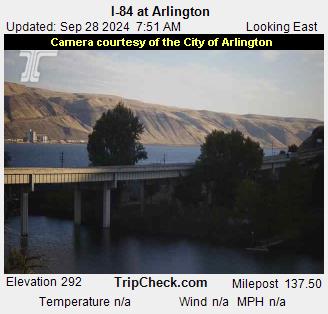 I-84 at Arlington
Updated: Sep 28 2024 7:51 AM Looking East
Camera courtesy of the City of Arlington
Elevation 292 TripCheck.com Milepost 137.50
Temperature n/a Wind n/a MPH n/a